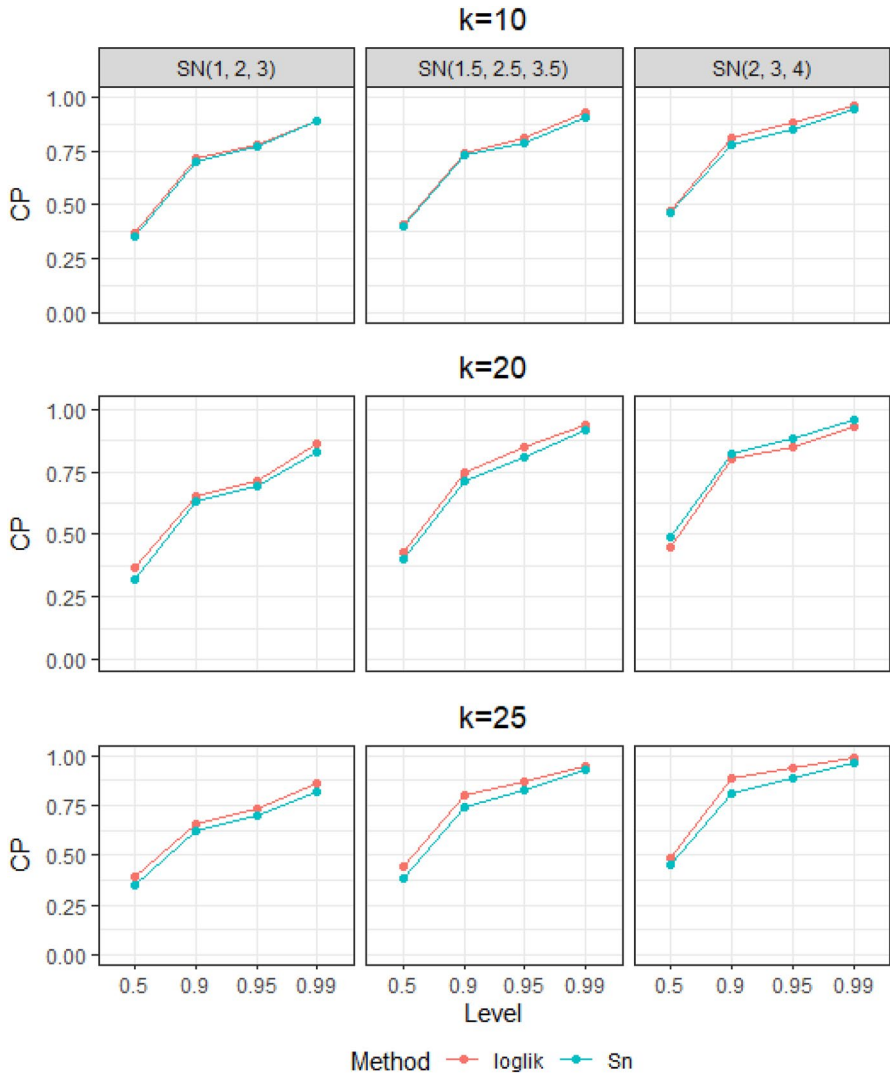 k=10
SN(1, 2, 3) SN(1.5, 2.5, 3.5) SN(2, 3, 4)
1.00
0.75
CP
0.50
0.25
0.00
k=20
1.00
0.75
CP
0.50
0.25
0.00
k=25
1.00
0.75
CP
0.50
0.25
0.00
0.5 0.9 0.95 0.99 0.5 0.9 0.95 0.99 0.5 0.9 0.95 0.99
Level
Method loglik Sn